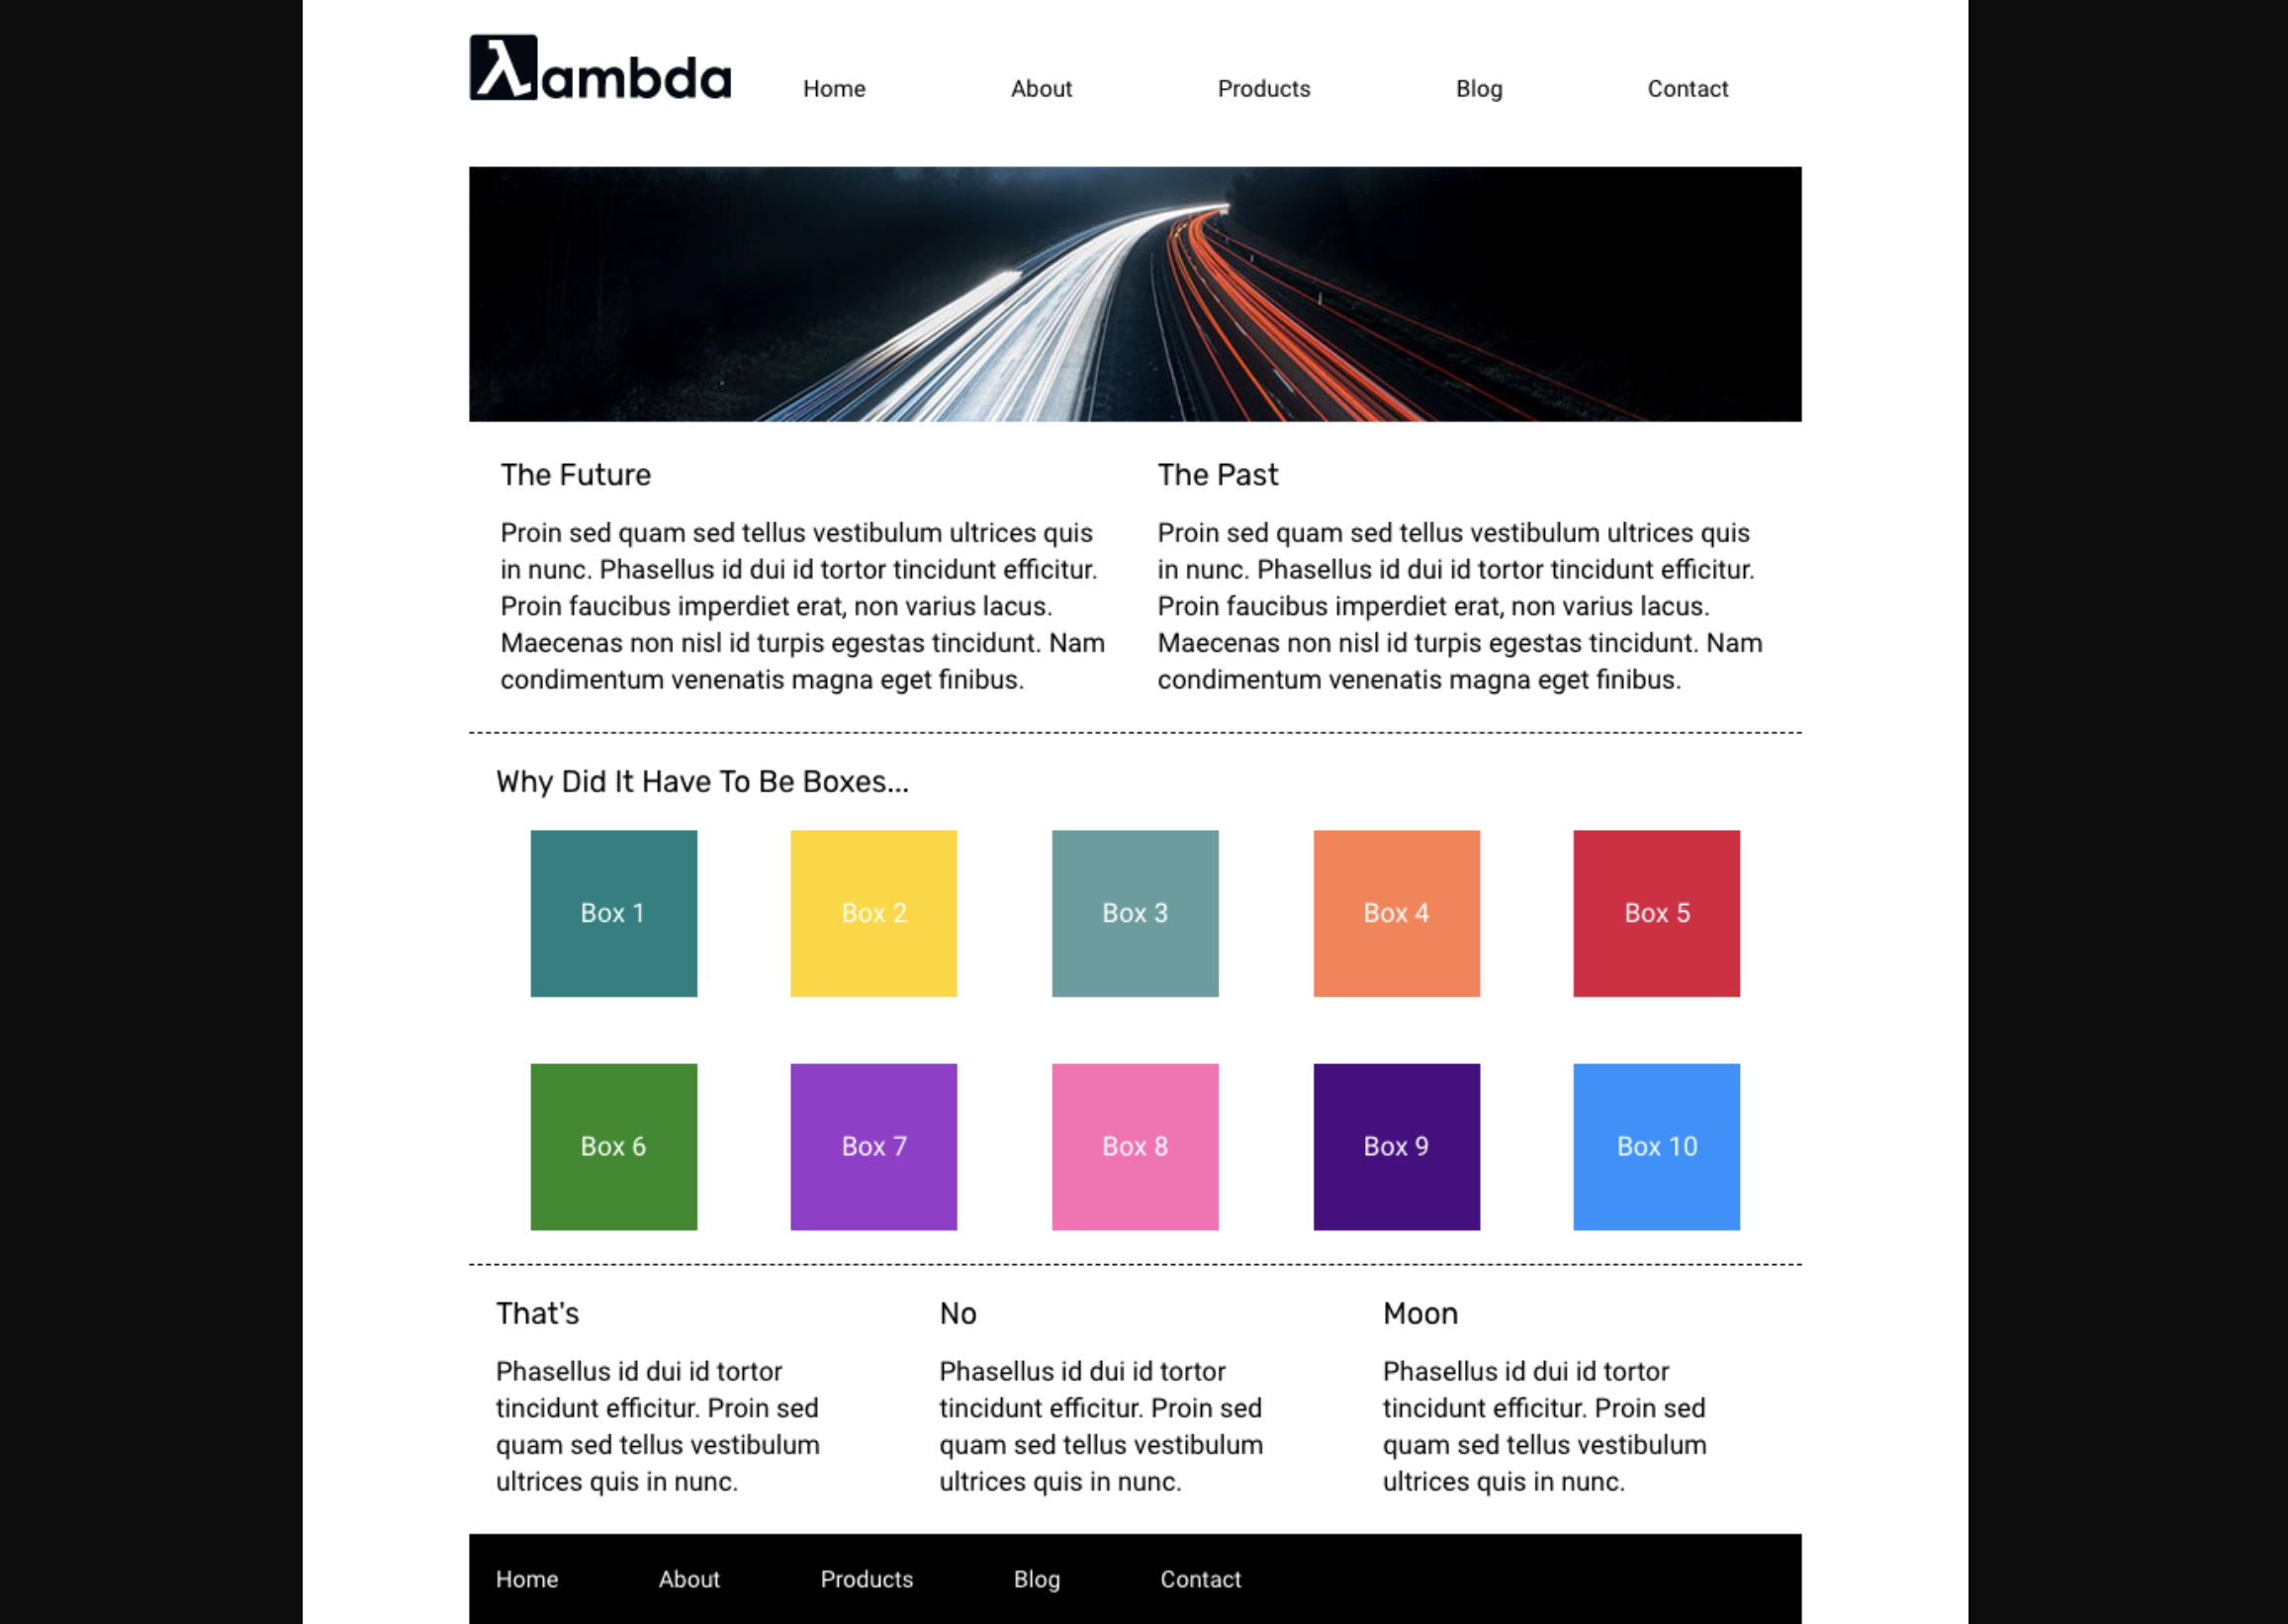 λambda
Home About Products Blog Contact
The Future
Proin sed quam sed tellus vestibulum ultrices quis
in nunc. Phasellus id dui id tortor tincidunt efficitur.
Proin faucibus imperdiet erat, non varius lacus.
Maecenas non nisl id turpis egestas tincidunt. Nam
condimentum venenatis magna eget finibus.
The Past
Proin sed quam sed tellus vestibulum ultrices quis
in nunc. Phasellus id dui id tortor tincidunt efficitur.
Proin faucibus imperdiet erat, non varius lacus.
Maecenas non nisl id turpis egestas tincidunt. Nam
condimentum venenatis magna eget finibus.
Why Did It Have To Be Boxes...
Box 1
Box 2
Box 3
Box 4
Box 5
Box 6
Box 7
Box 8
Box 9
Box 10
That's
Phasellus id dui id tortor
tincidunt efficitur. Proin sed
quam sed tellus vestibulum
ultrices quis in nunc.
No
Phasellus id dui id tortor
tincidunt efficitur. Proin sed
quam sed tellus vestibulum
ultrices quis in nunc.
Moon
Phasellus id dui id tortor
tincidunt efficitur. Proin sed
quam sed tellus vestibulum
ultrices quis in nunc.
Home About Products Blog Contact